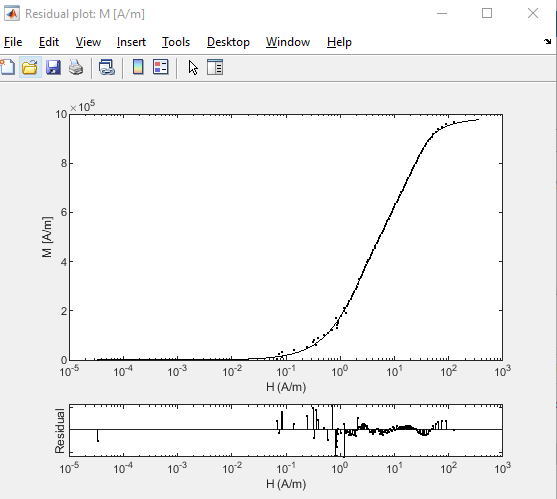 Residual plot: M [A/m]
File Edit View Insert Tools Desktop Window Help
×10^5
10
8
6
4
2
0
M [A/m]
10^-5 10^-4 10^-3 10^-2 10^-1 10^0 10^1 10^2 10^3
H (A/m)
Residual
10^-5 10^-4 10^-3 10^-2 10^-1 10^0 10^1 10^2 10^3
H (A/m)